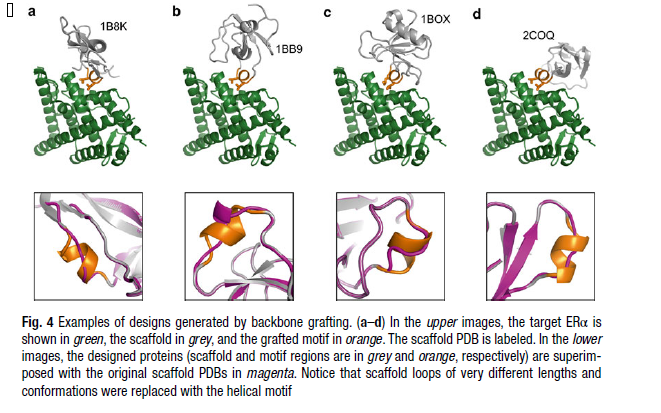 a
b
c
d
1B8K
1BB9
1BOX
2COQ
Fig. 4 Examples of designs generated by backbone grafting. (a–d) In the upper images, the target ERα is
shown in green, the scaffold in grey, and the grafted motif in orange. The scaffold PDB is labeled. In the lower
images, the designed proteins (scaffold and motif regions are in grey and orange, respectively) are superim-
posed with the original scaffold PDBs in magenta. Notice that scaffold loops of very different lengths and
conformations were replaced with the helical motif